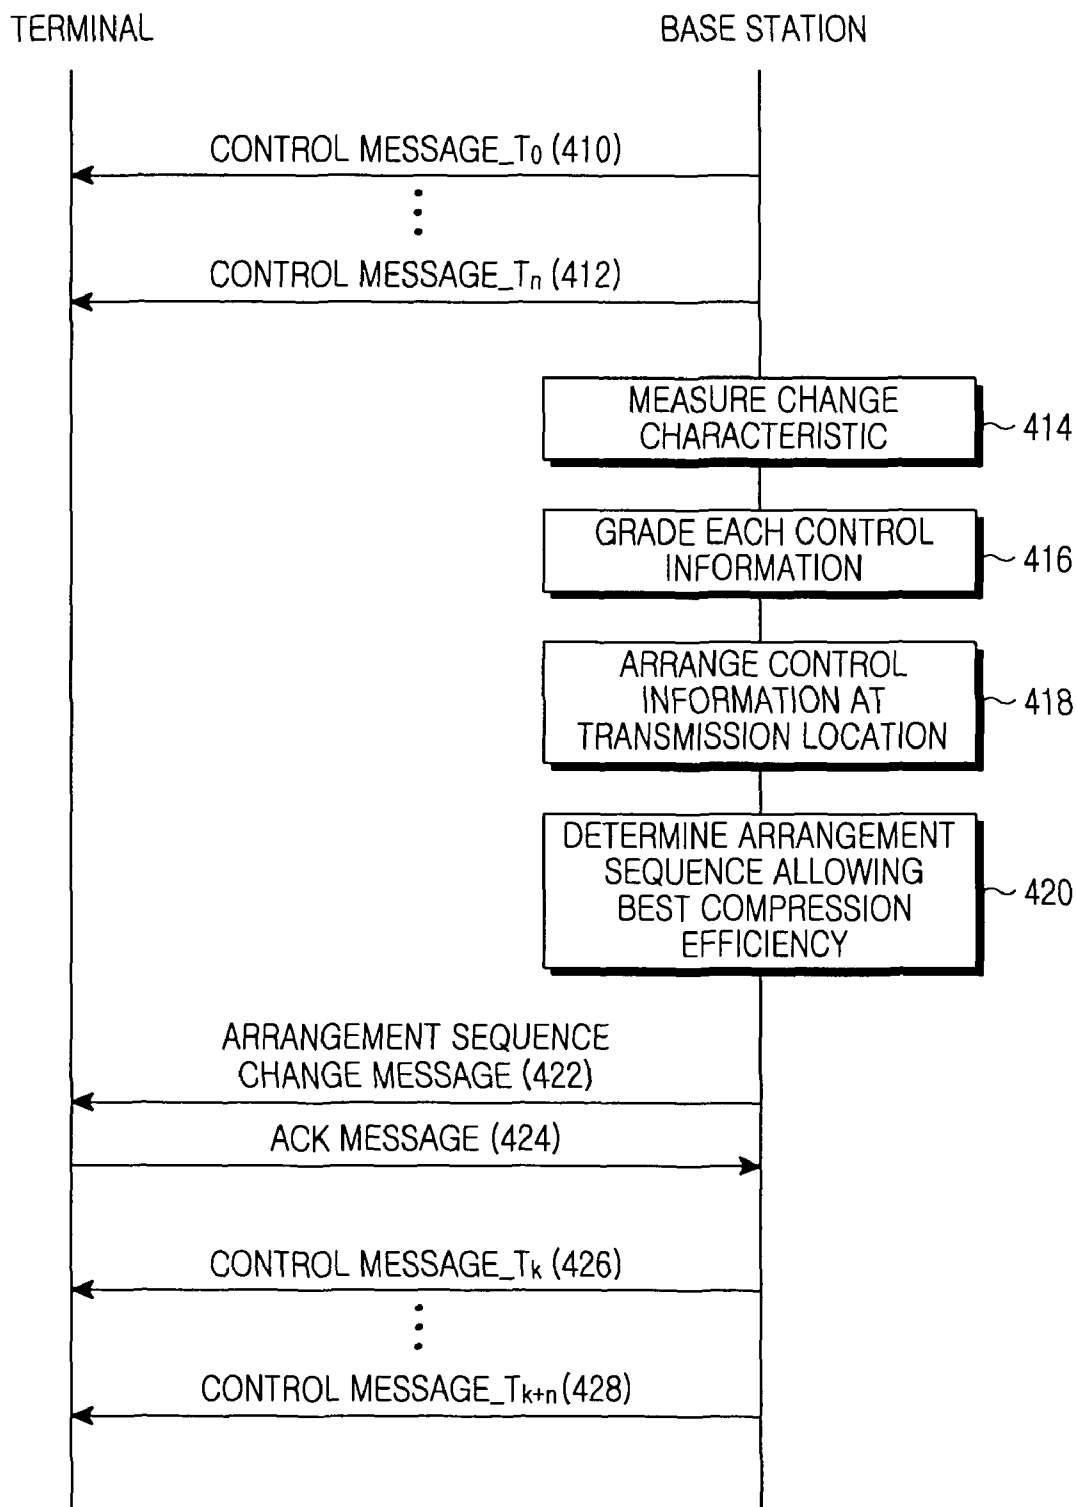 TERMINAL
BASE STATION
CONTROL MESSAGE_T0 (410)
CONTROL MESSAGE_Tn (412)
MEASURE CHANGE
CHARACTERISTIC
414
GRADE EACH CONTROL
INFORMATION
416
ARRANGE CONTROL
INFORMATION AT
TRANSMISSION LOCATION
418
DETERMINE ARRANGEMENT
SEQUENCE ALLOWING
BEST COMPRESSION
EFFICIENCY
420
ARRANGEMENT SEQUENCE
CHANGE MESSAGE (422)
ACK MESSAGE (424)
CONTROL MESSAGE_Tk (426)
CONTROL MESSAGE_Tk+n (428)